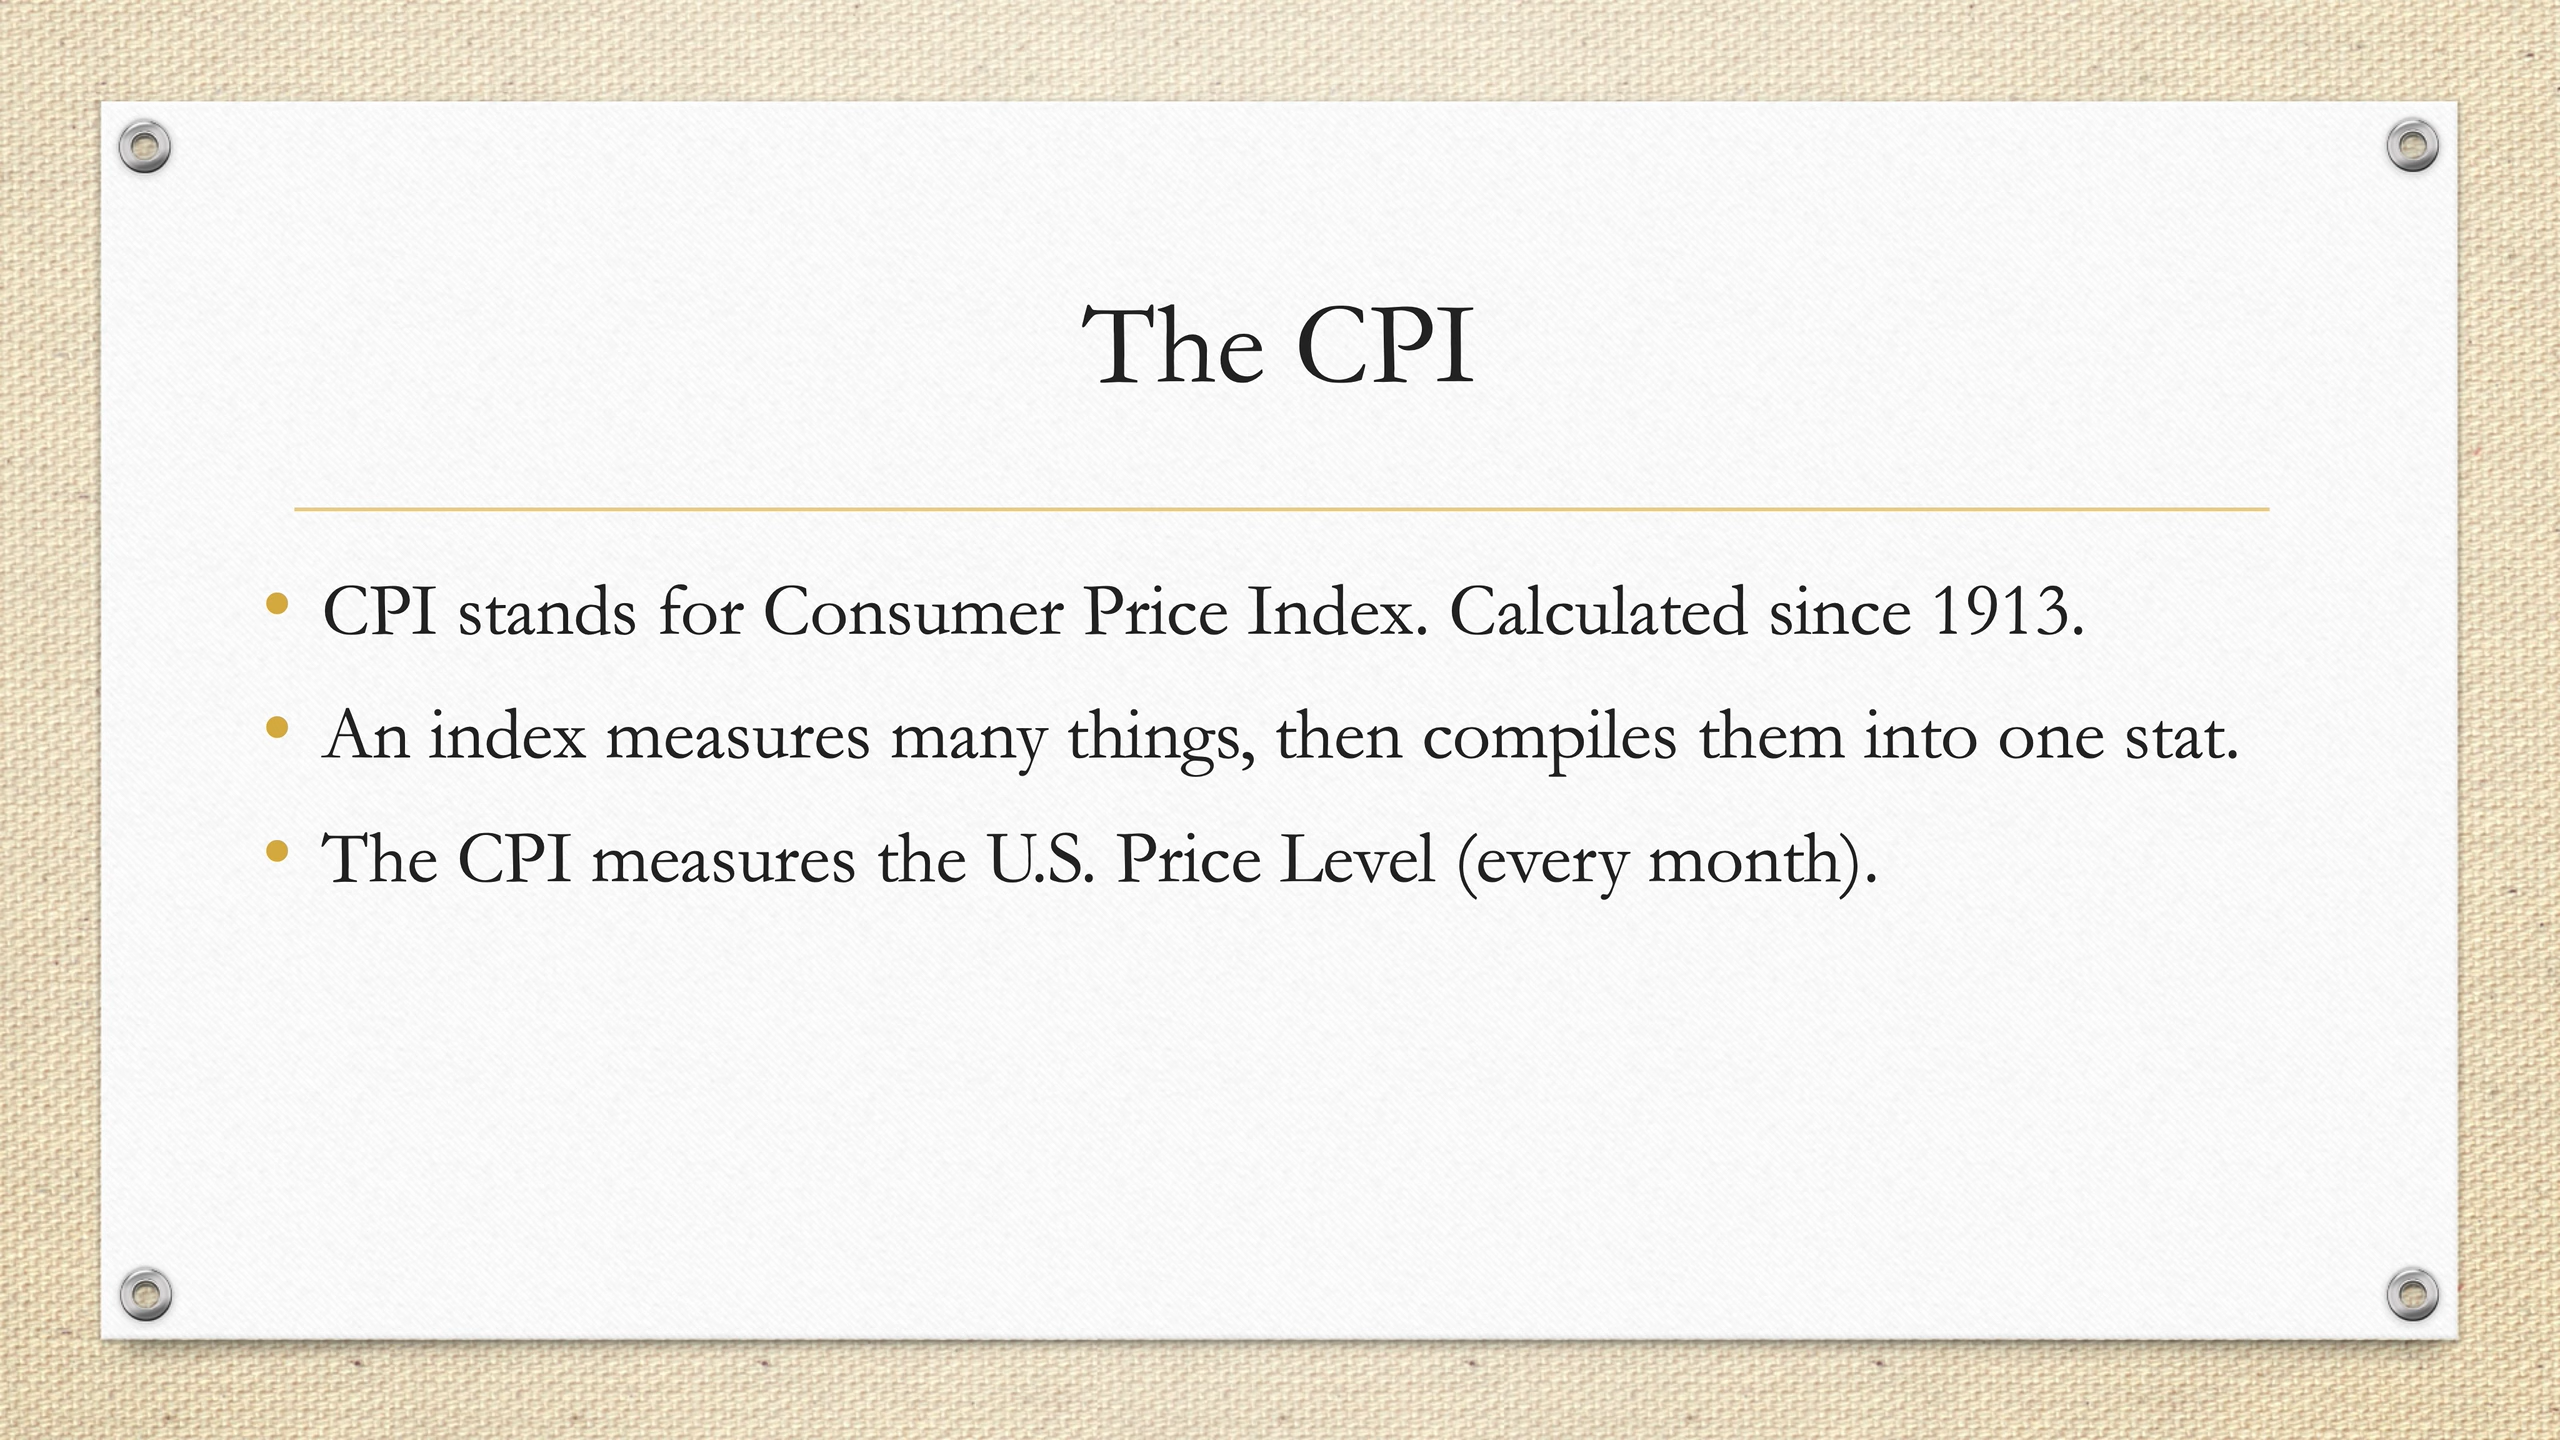 The CPI
• CPI stands for Consumer Price Index. Calculated since 1913.
• An index measures many things, then compiles them into one stat.
• The CPI measures the U.S. Price Level (every month).